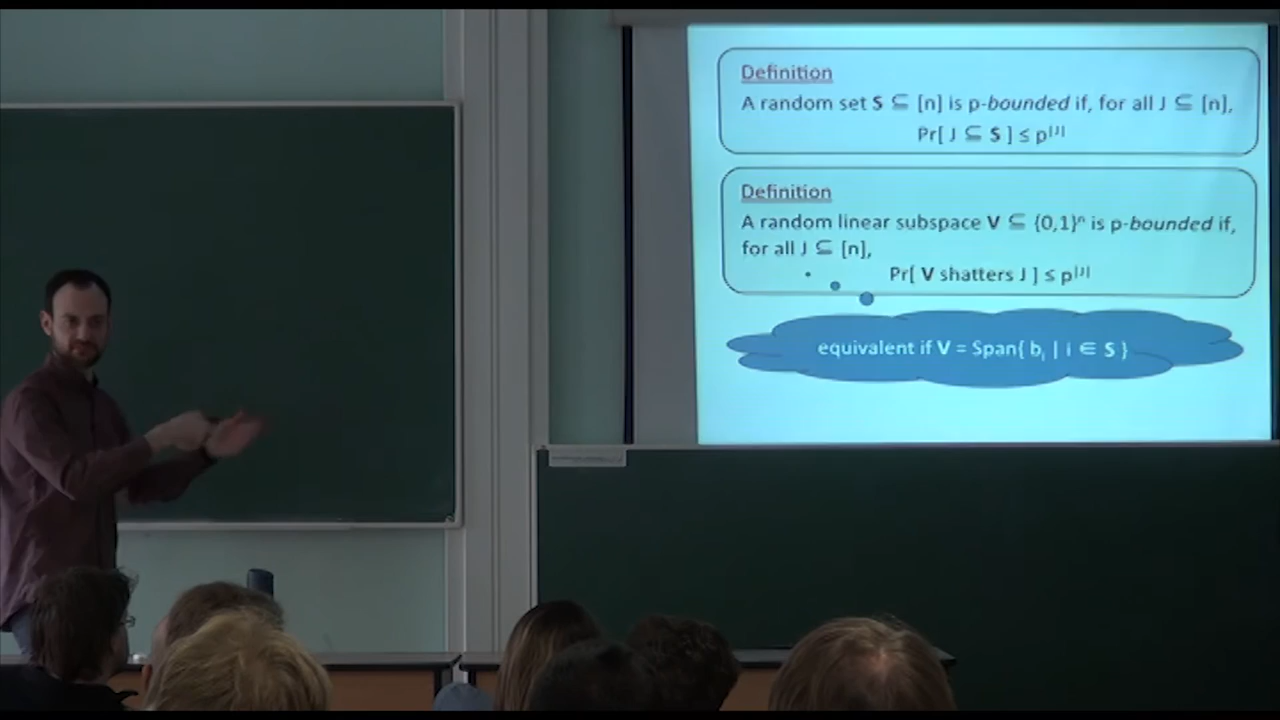 Definition
A random set S ⊆ [n] is p-bounded if, for all J ⊆ [n],
Pr[ J ⊆ S ] ≤ p^|J|
Definition
A random linear subspace V ⊆ {0,1}ⁿ is p-bounded if,
for all J ⊆ [n],
Pr[ V shatters J ] ≤ p^|J|
equivalent if V = Span{ bᵢ | i ∈ S }